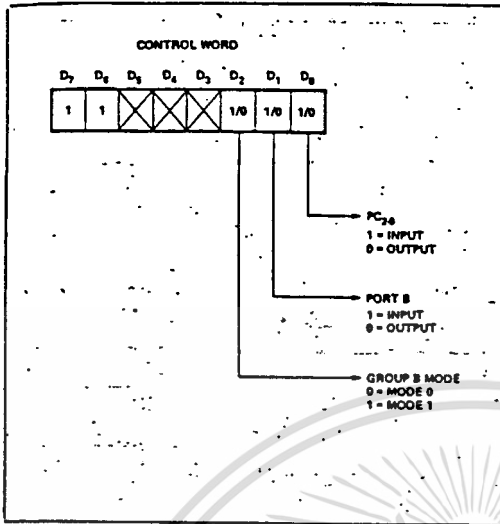 CONTROL WORD
D7 D6 D5 D4 D3 D2 D1 D0
1 1 1/0 1/0 1/0
PC2-0
1 = INPUT
0 = OUTPUT
PORT B
1 = INPUT
0 = OUTPUT
GROUP B MODE
0 = MODE 0
1 = MODE 1